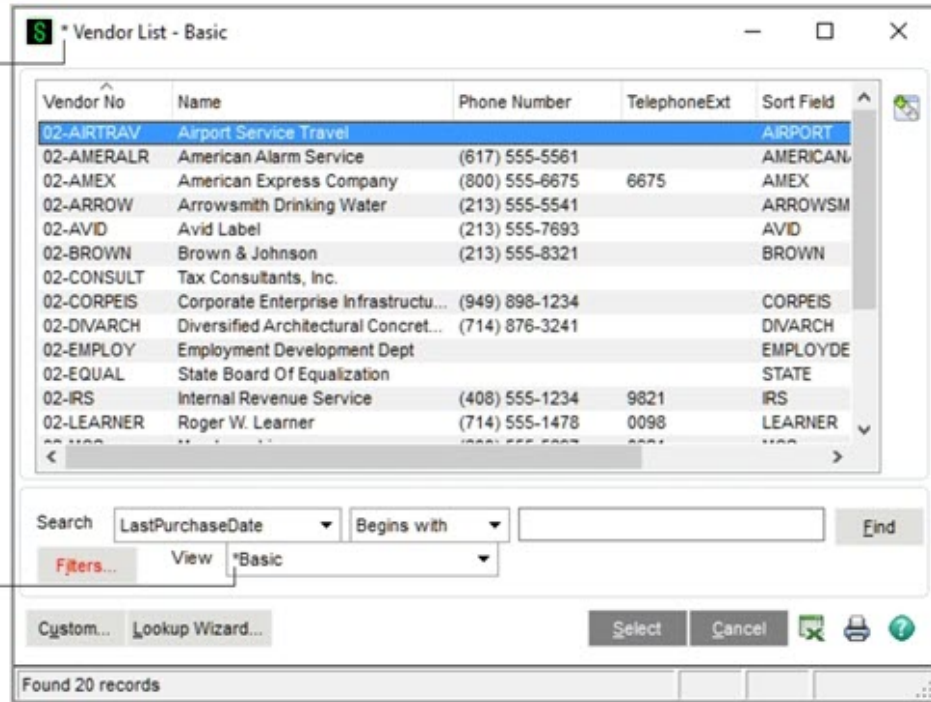 S * Vendor List - Basic
Vendor No Name Phone Number TelephoneExt Sort Field
02-AIRTRAV Airport Service Travel AIRPORT
02-AMERALR American Alarm Service (617) 555-5561 AMERICAN
02-AMEX American Express Company (800) 555-6675 6675 AMEX
02-ARROW Arrowsmith Drinking Water (213) 555-5541 ARROWSM
02-AVID Avid Label (213) 555-7693 AVID
02-BROWN Brown & Johnson (213) 555-8321 BROWN
02-CONSULT Tax Consultants, Inc.
02-CORPEIS Corporate Enterprise Infrastructu... (949) 898-1234 CORPEIS
02-DIVARCH Diversified Architectural Concret... (714) 876-3241 DIVARCH
02-EMPLOY Employment Development Dept EMPLOYDE
02-EQUAL State Board Of Equalization STATE
02-IRS Internal Revenue Service (408) 555-1234 9821 IRS
02-LEARNER Roger W. Learner (714) 555-1478 0098 LEARNER
Search LastPurchaseDate Begins with Find
Filters... View *Basic
Custom... Lookup Wizard... Select Cancel
Found 20 records